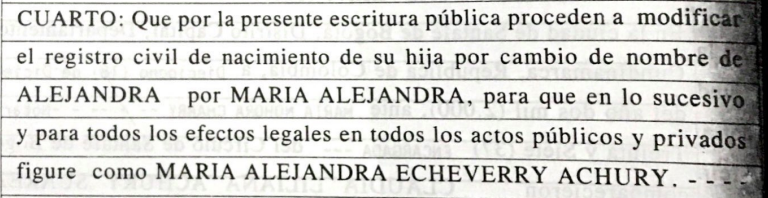 CUARTO: Que por la presente escritura pública proceden a modificar
el registro civil de nacimiento de su hija por cambio de nombre de
ALEJANDRA por MARIA ALEJANDRA, para que en lo sucesivo
y para todos los efectos legales en todos los actos públicos y privados
figure como MARIA ALEJANDRA ECHEVERRY ACHURY. - - - -